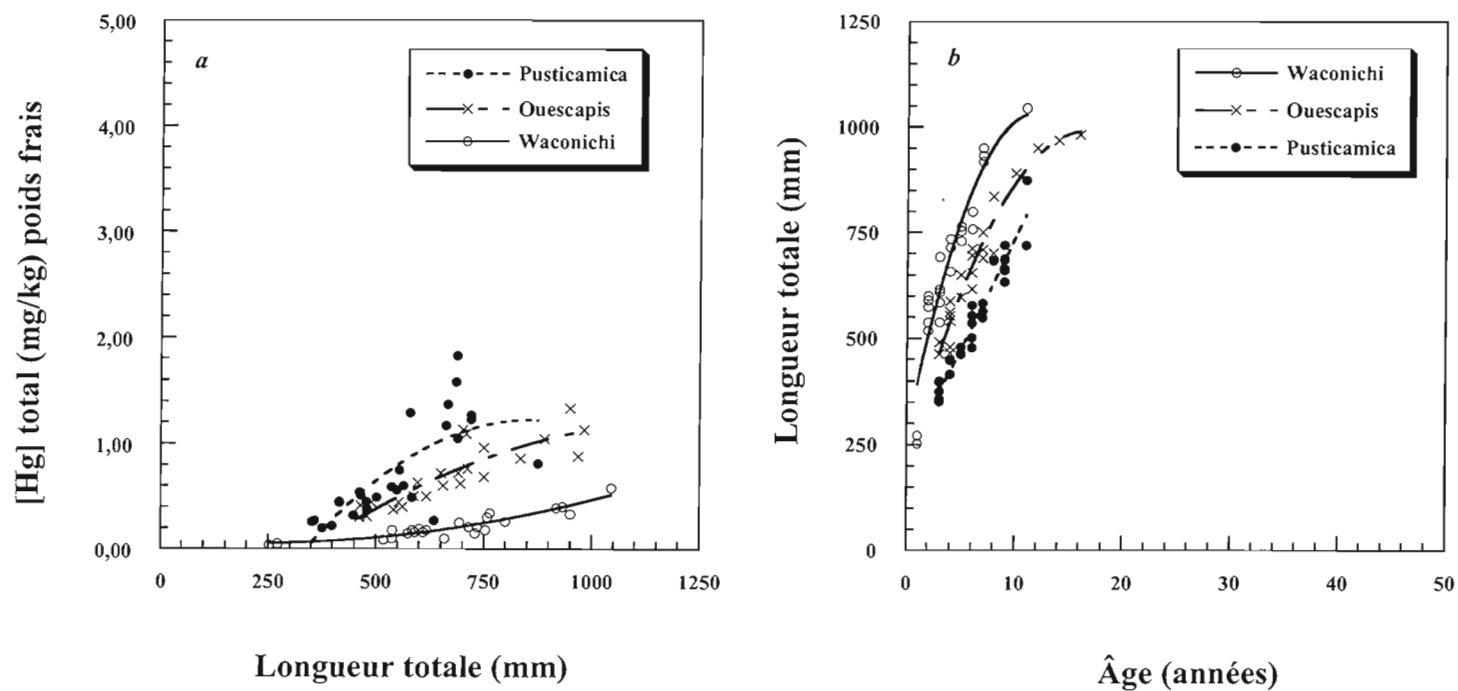 [Hg] total (mg/kg) poids frais
5,00
4,00
3,00
2,00
1,00
0,00
a
Pusticamica
Ouescapis
Waconichi
0 250 500 750 1000 1250
Longueur totale (mm)
Longueur totale (mm)
1250
1000
750
500
250
0
b
Waconichi
Ouescapis
Pusticamica
0 10 20 30 40 50
Âge (années)